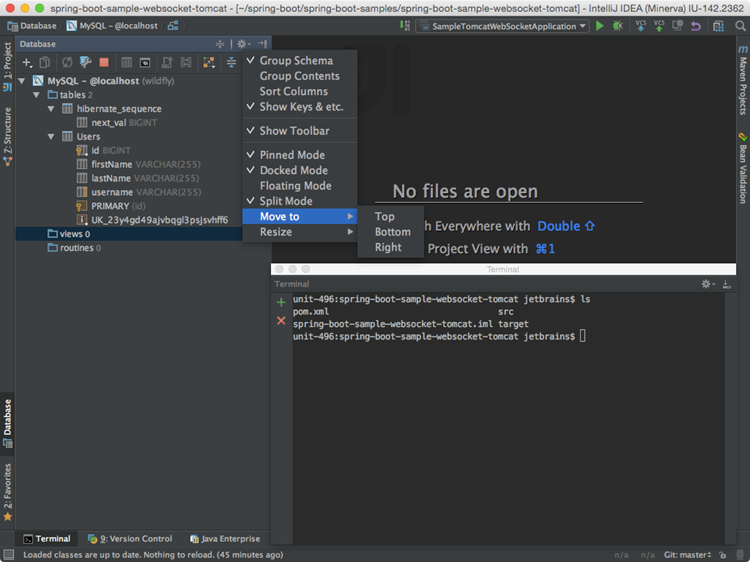 spring-boot-sample-websocket-tomcat - [~/spring-boot/spring-boot-samples/spring-boot-sample-websocket-tomcat] - IntelliJ IDEA (Minerva) IU-142.2362
Database
MySQL - @localhost
SampleTomcatWebSocketApplication
VCS
VCS
Database
1: Project
7: Structure
Database
2: Favorites
MySQL - @localhost (wildfly)
tables 2
hibernate_sequence
next_val BIGINT
Users
id BIGINT
firstName VARCHAR(255)
lastName VARCHAR(255)
username VARCHAR(255)
PRIMARY (id)
UK_23y4gd49ajvbqgl3psjsvhff6
views 0
routines 0
Group Schema
Group Contents
Sort Columns
Show Keys & etc.
Show Toolbar
Pinned Mode
Docked Mode
Floating Mode
Split Mode
Move to
Resize
Top
Bottom
Right
No files are open
h Everywhere with Double ⇧
Project View with ⌘1
m
Maven Projects
Bean Validation
Terminal
Terminal
unit-496:spring-boot-sample-websocket-tomcat jetbrains$ ls
pom.xml src
spring-boot-sample-websocket-tomcat.iml target
unit-496:spring-boot-sample-websocket-tomcat jetbrains$
Terminal
9: Version Control
Java Enterprise
Loaded classes are up to date. Nothing to reload. (45 minutes ago)
n/a
n/a
Git: master